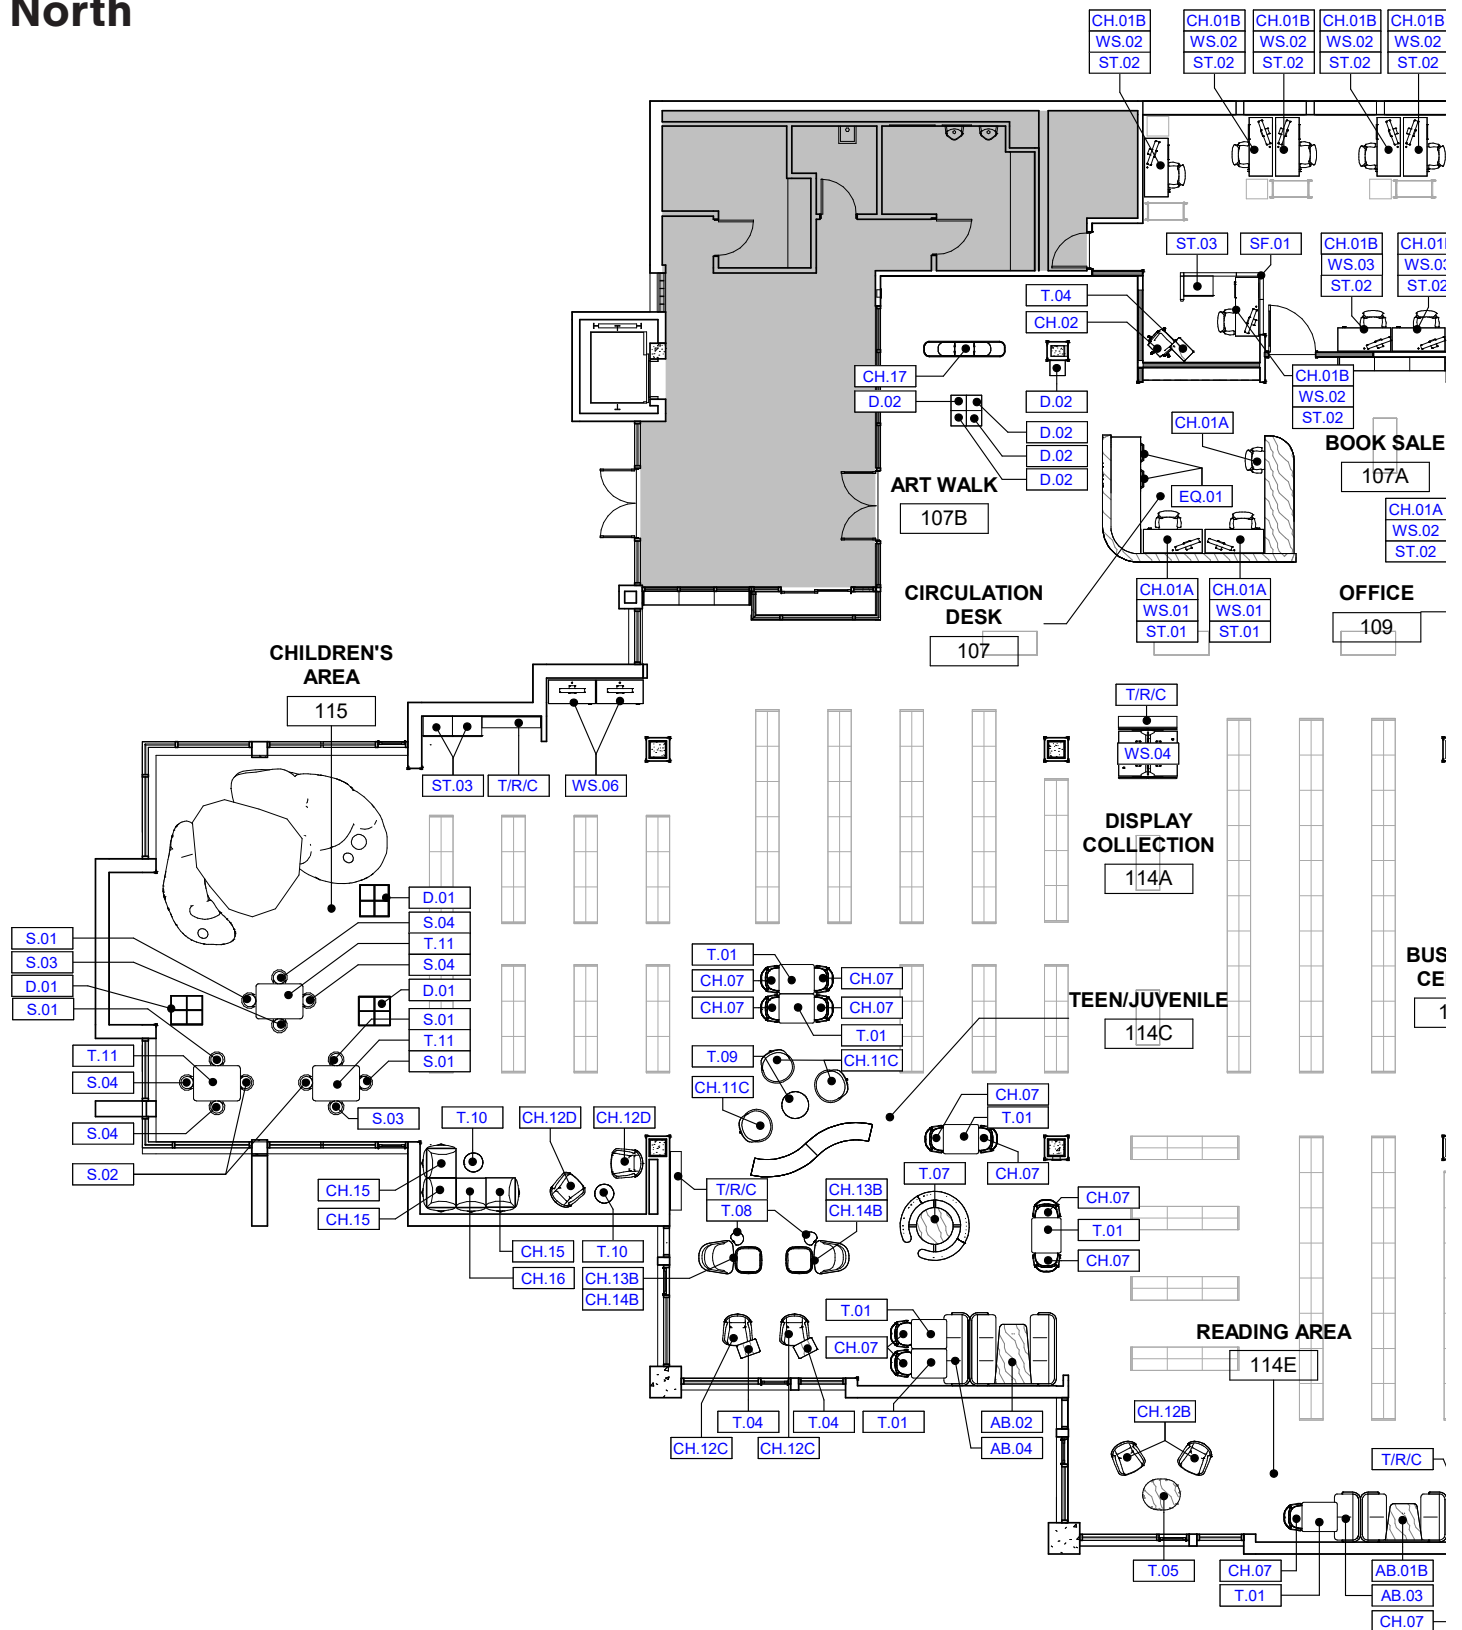 North
CH.01B
WS.02
ST.02
CH.01B
WS.02
ST.02
CH.01B
WS.02
ST.02
CH.01B
WS.02
ST.02
CH.01B
WS.02
ST.02
ST.03
SF.01
CH.01B
WS.03
ST.02
CH.01
WS.03
ST.02
T.04
CH.02
CH.17
D.02
D.02
D.02
D.02
D.02
CH.01B
WS.02
ST.02
CH.01A
BOOK SALE
107A
EQ.01
ART WALK
107B
CH.01A
WS.02
ST.02
CIRCULATION
DESK
107
CH.01A
WS.01
ST.01
CH.01A
WS.01
ST.01
OFFICE
109
CHILDREN'S
AREA
115
T/R/C
WS.04
ST.03
T/R/C
WS.06
DISPLAY
COLLECTION
114A
D.01
S.04
T.11
S.04
D.01
S.01
T.11
S.01
S.01
S.03
D.01
S.01
T.11
S.04
S.04
S.02
S.03
T.01
CH.07
CH.07
CH.07
CH.07
T.01
T.09
CH.11C
CH.11C
BUS
CE
1
TEEN/JUVENILE
114C
CH.07
T.01
CH.07
T.10
CH.12D
CH.12D
CH.15
CH.15
CH.15
CH.16
T.10
CH.13B
CH.14B
T/R/C
T.08
CH.13B
CH.14B
T.07
CH.07
T.01
CH.07
T.01
CH.07
T.04
T.04
T.01
CH.12C
CH.12C
AB.02
AB.04
READING AREA
114E
CH.12B
T/R/C
T.05
CH.07
T.01
AB.01B
AB.03
CH.07